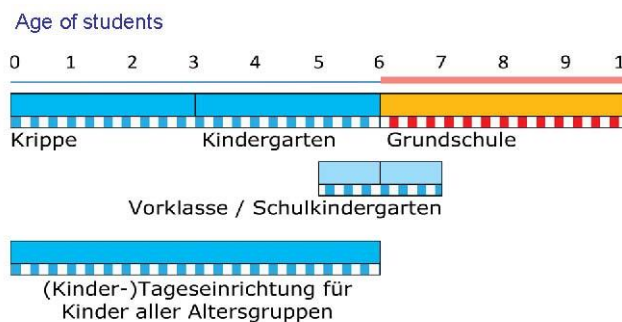 Age of students
0 1 2 3 4 5 6 7 8 9 1
Krippe Kindergarten Grundschule
Vorklasse / Schulkindergarten
(Kinder-)Tageseinrichtung für
Kinder aller Altersgruppen